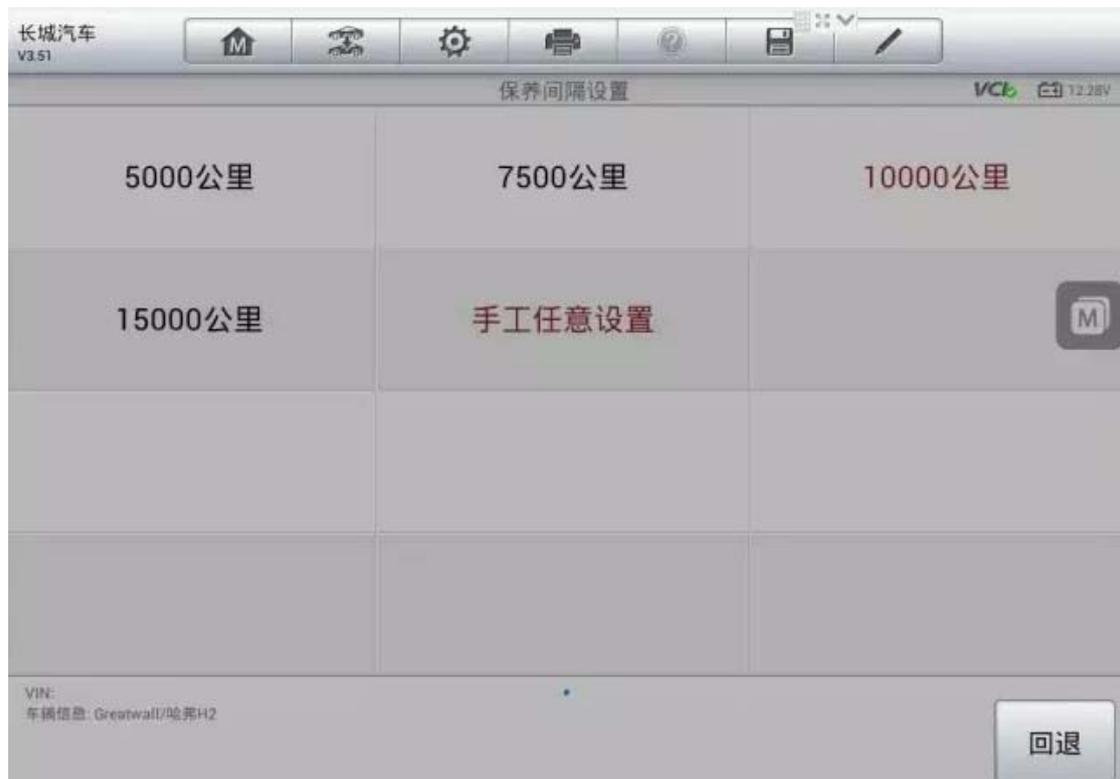 长城汽车
V3.51
M
保养间隔设置
VCI 12.28V
5000公里 7500公里 10000公里
15000公里 手工任意设置
M
VIN:
车辆信息: Greatwall/哈弗H2
回退